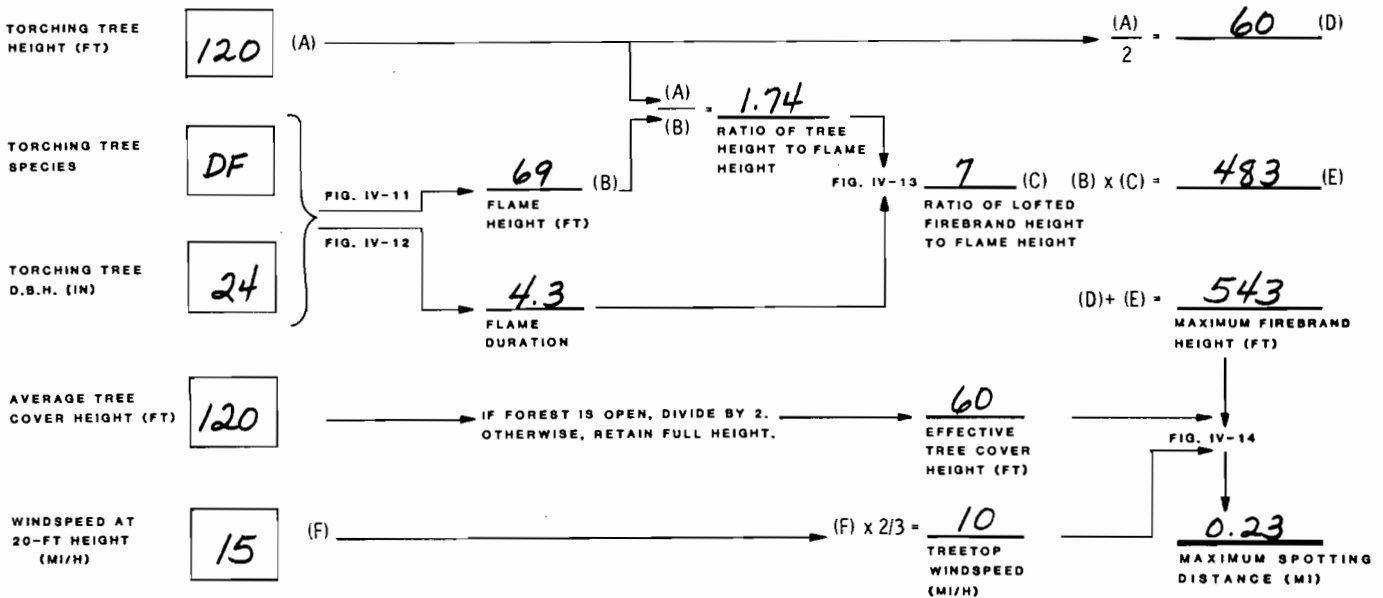 TORCHING TREE
HEIGHT (FT)
120
(A)
(A)
2
= 60 (D)
(A)
(B)
= 1.74
RATIO OF TREE
HEIGHT TO FLAME
HEIGHT
TORCHING TREE
SPECIES
DF
FIG. IV-11
69 (B)
FLAME
HEIGHT (FT)
FIG. IV-13
7 (C)
RATIO OF LOFTED
FIREBRAND HEIGHT
TO FLAME HEIGHT
(B) x (C) = 483 (E)
FIG. IV-12
TORCHING TREE
D.B.H. (IN)
24
4.3
FLAME
DURATION
(D)+ (E) = 543
MAXIMUM FIREBRAND
HEIGHT (FT)
AVERAGE TREE
COVER HEIGHT (FT)
120
IF FOREST IS OPEN, DIVIDE BY 2.
OTHERWISE, RETAIN FULL HEIGHT.
60
EFFECTIVE
TREE COVER
HEIGHT (FT)
FIG. IV-14
WINDSPEED AT
20-FT HEIGHT
(MI/H)
15
(F)
(F) x 2/3 = 10
TREETOP
WINDSPEED
(MI/H)
0.23
MAXIMUM SPOTTING
DISTANCE (MI)